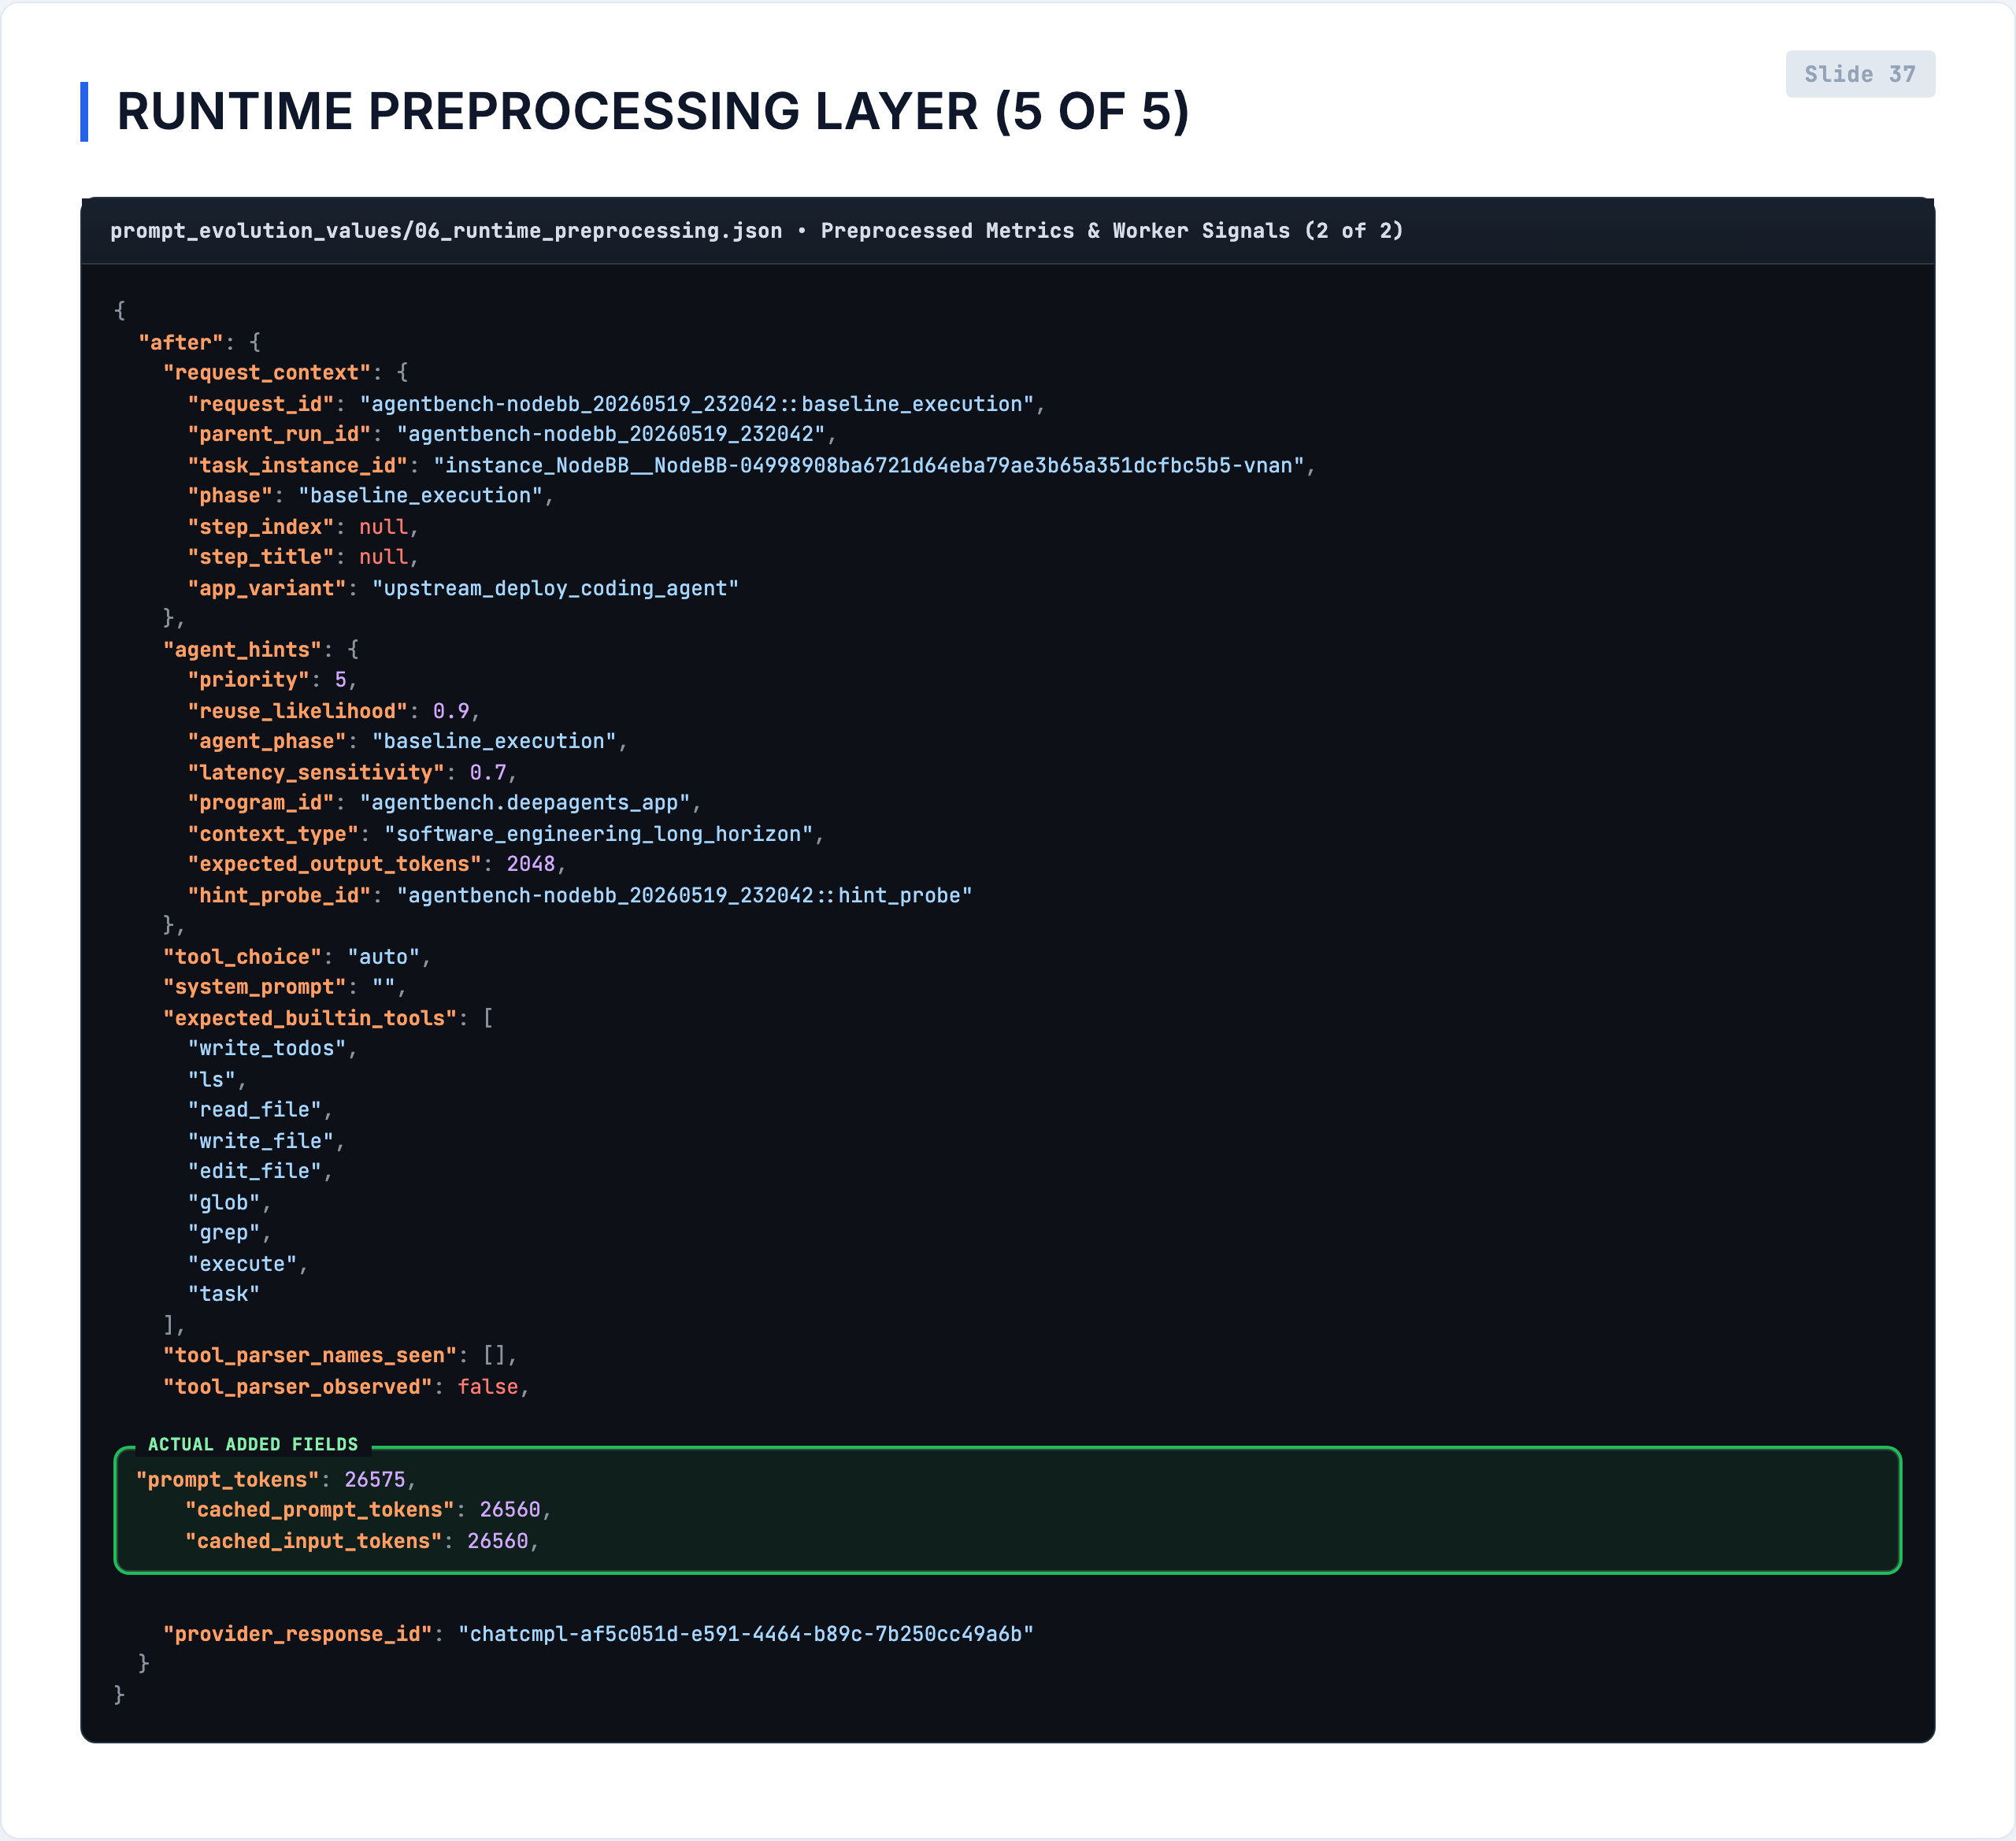 Slide 37
RUNTIME PREPROCESSING LAYER (5 OF 5)
prompt_evolution_values/06_runtime_preprocessing.json • Preprocessed Metrics & Worker Signals (2 of 2)
{
  "after": {
    "request_context": {
      "request_id": "agentbench-nodebb_20260519_232042::baseline_execution",
      "parent_run_id": "agentbench-nodebb_20260519_232042",
      "task_instance_id": "instance_NodeBB__NodeBB-04998908ba6721d64eba79ae3b65a351dcfbc5b5-vnan",
      "phase": "baseline_execution",
      "step_index": null,
      "step_title": null,
      "app_variant": "upstream_deploy_coding_agent"
    },
    "agent_hints": {
      "priority": 5,
      "reuse_likelihood": 0.9,
      "agent_phase": "baseline_execution",
      "latency_sensitivity": 0.7,
      "program_id": "agentbench.deepagents_app",
      "context_type": "software_engineering_long_horizon",
      "expected_output_tokens": 2048,
      "hint_probe_id": "agentbench-nodebb_20260519_232042::hint_probe"
    },
    "tool_choice": "auto",
    "system_prompt": "",
    "expected_builtin_tools": [
      "write_todos",
      "ls",
      "read_file",
      "write_file",
      "edit_file",
      "glob",
      "grep",
      "execute",
      "task"
    ],
    "tool_parser_names_seen": [],
    "tool_parser_observed": false,
ACTUAL ADDED FIELDS
"prompt_tokens": 26575,
    "cached_prompt_tokens": 26560,
    "cached_input_tokens": 26560,
    "provider_response_id": "chatcmpl-af5c051d-e591-4464-b89c-7b250cc49a6b"
  }
}